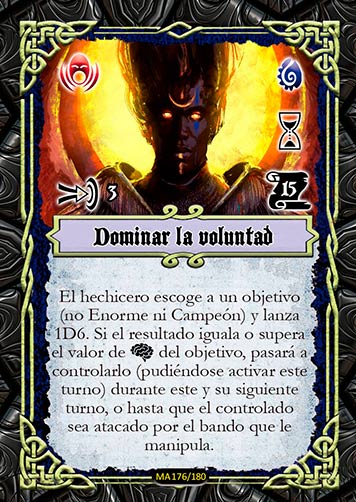 3
15
Dominar la voluntad
El hechicero escoge a un objetivo
(no Enorme ni Campeón) y lanza
1D6. Si el resultado iguala o supera
el valor de del objetivo, pasará a
controlarlo (pudiéndose activar este
turno) durante este y su siguiente
turno, o hasta que el controlado
sea atacado por el bando que le
manipula.
MA176/180